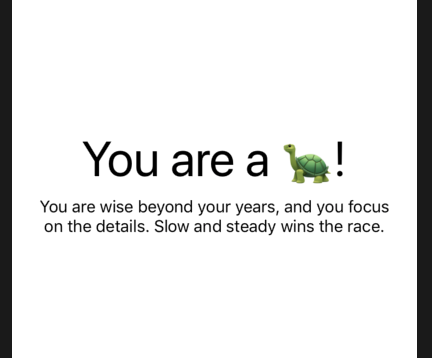 You are a 🐢!
You are wise beyond your years, and you focus
on the details. Slow and steady wins the race.